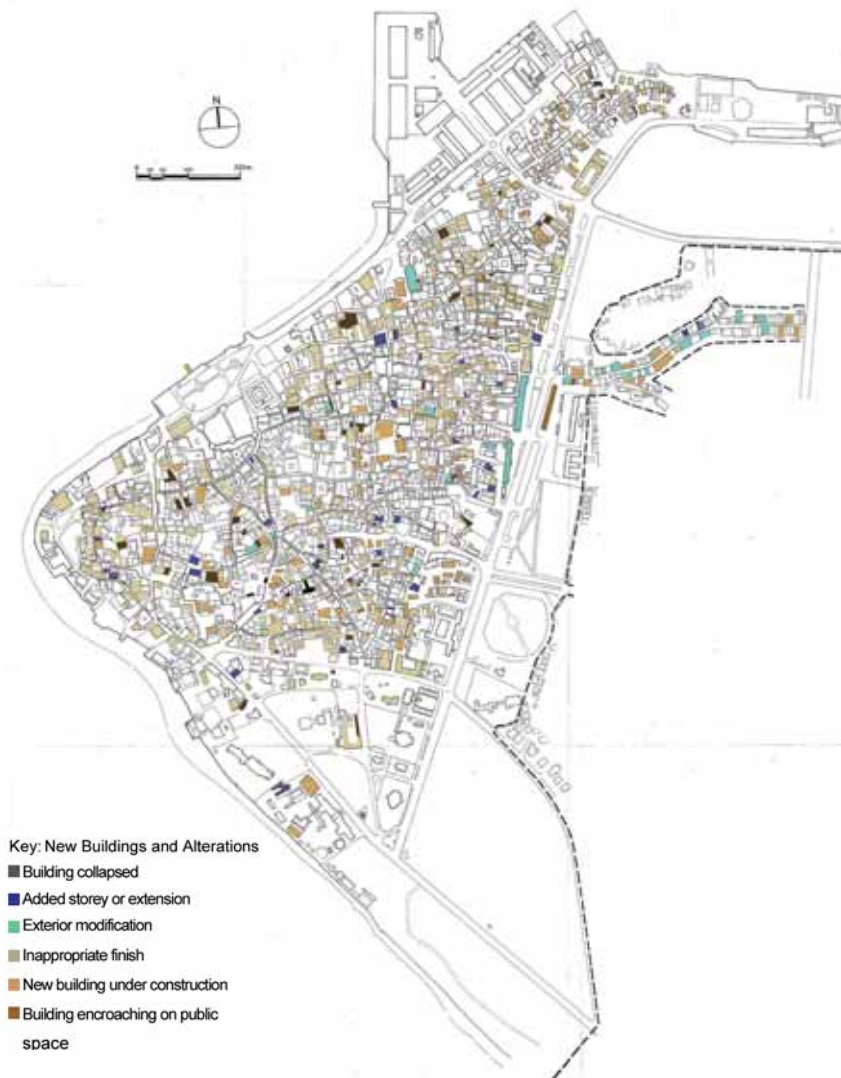 N
Key: New Buildings and Alterations
Building collapsed
Added storey or extension
Exterior modification
Inappropriate finish
New building under construction
Building encroaching on public
space